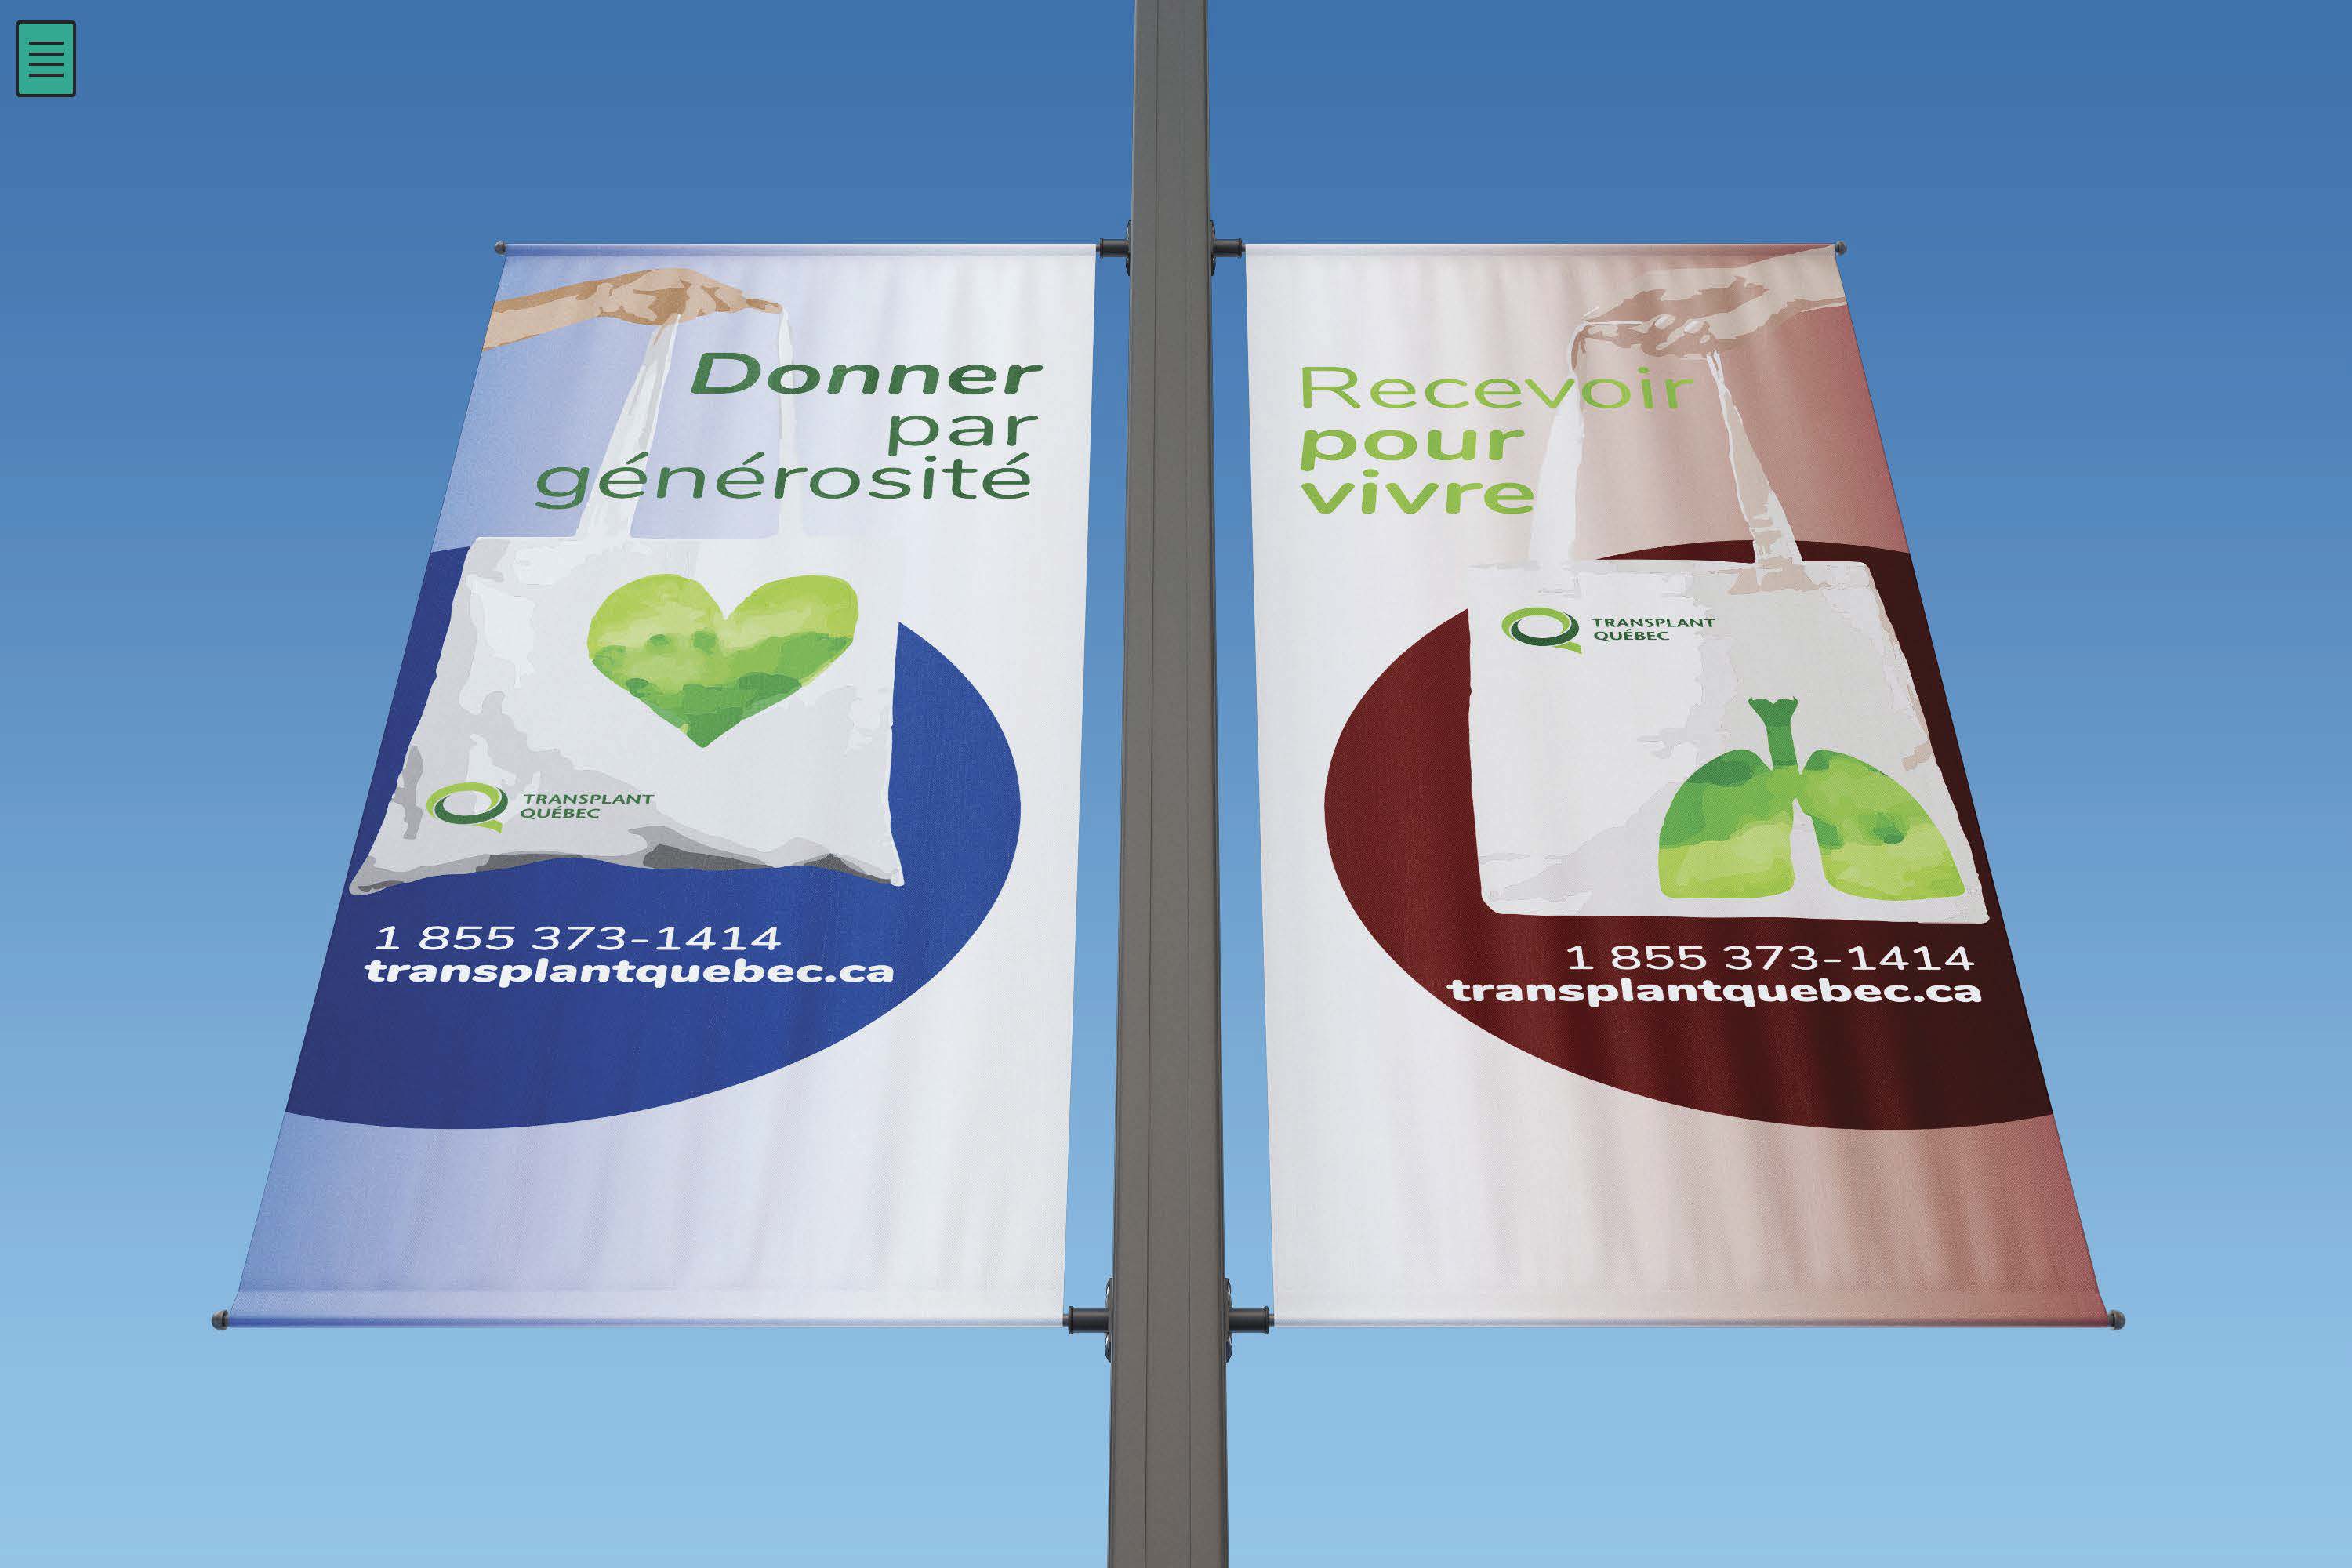 Donner
par
générosité
TRANSPLANT
QUÉBEC
1 855 373-1414
transplantquebec.ca
Recevoir
pour
vivre
TRANSPLANT
QUÉBEC
1 855 373-1414
transplantquebec.ca